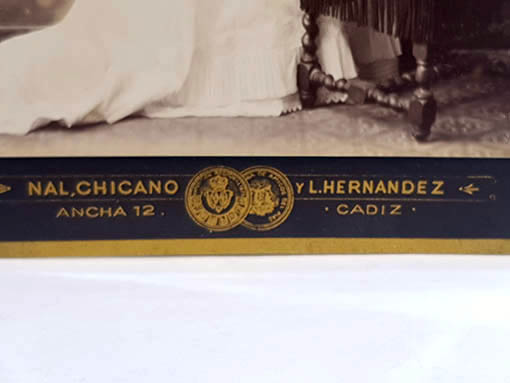 NAL, CHICANO Y L. HERNANDEZ
ANCHA 12. · CADIZ ·